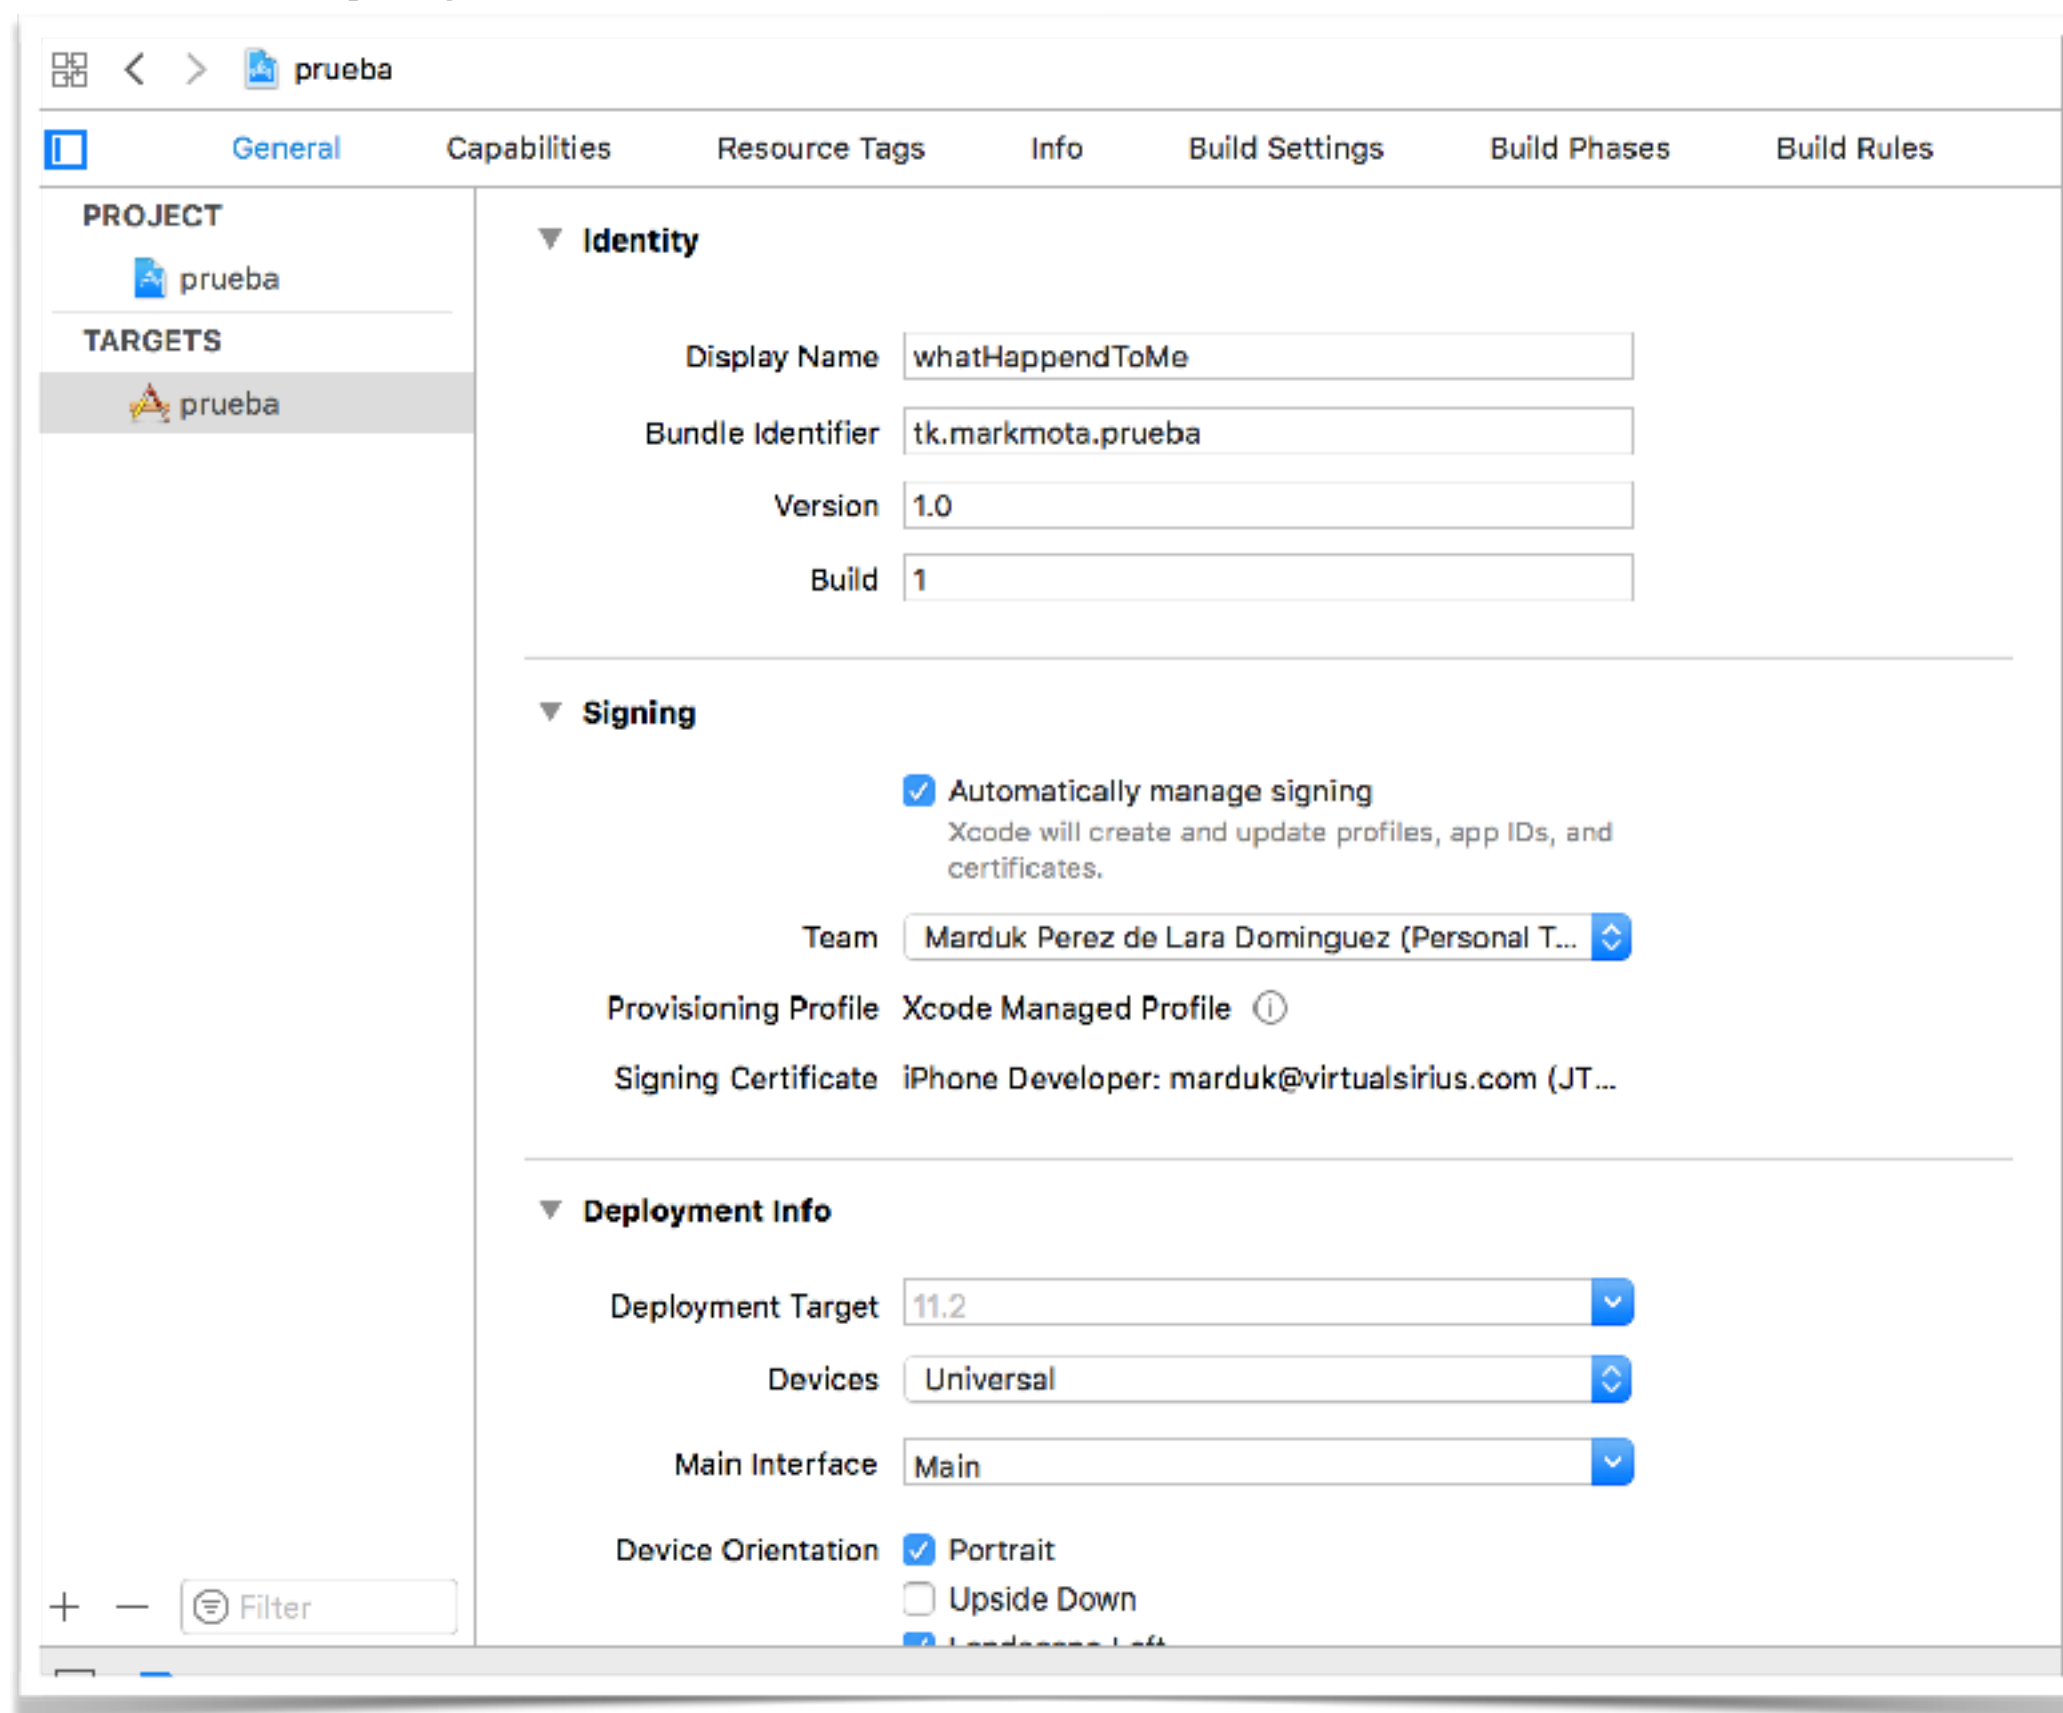 prueba
General Capabilities Resource Tags Info Build Settings Build Phases Build Rules
PROJECT
prueba
TARGETS
prueba
Identity
Display Name whatHappendToMe
Bundle Identifier tk.markmota.prueba
Version 1.0
Build 1
Signing
Automatically manage signing
Xcode will create and update profiles, app IDs, and
certificates.
Team Marduk Perez de Lara Dominguez (Personal T...
Provisioning Profile Xcode Managed Profile
Signing Certificate iPhone Developer: marduk@virtualsirius.com (JT...
Deployment Info
Deployment Target 11.2
Devices Universal
Main Interface Main
Device Orientation Portrait
Upside Down
Landscape Left
Filter